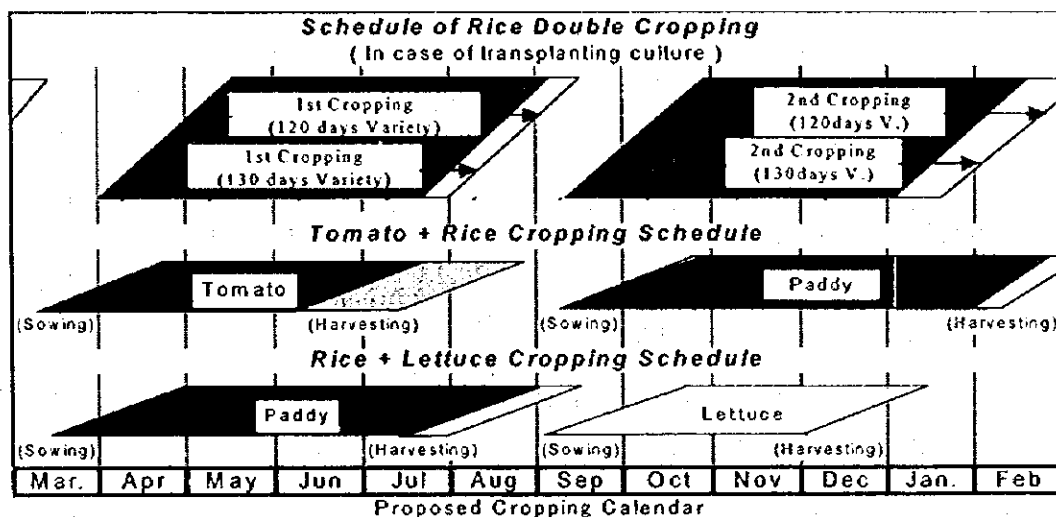 Schedule of Rice Double Cropping
( In case of transplanting culture )
1st Cropping
(120 days Variety)
2nd Cropping
(120days V.)
1st Cropping
(130 days Variety)
2nd Cropping
(130days V.)
Tomato + Rice Cropping Schedule
Tomato
Paddy
(Sowing)
(Harvesting)
(Sowing)
(Harvesting)
Rice + Lettuce Cropping Schedule
Paddy
Lettuce
(Sowing)
(Harvesting)
(Sowing)
(Harvesting)
Mar. Apr May Jun Jul Aug Sep Oct Nov Dec Jan. Feb
Proposed Cropping Calendar